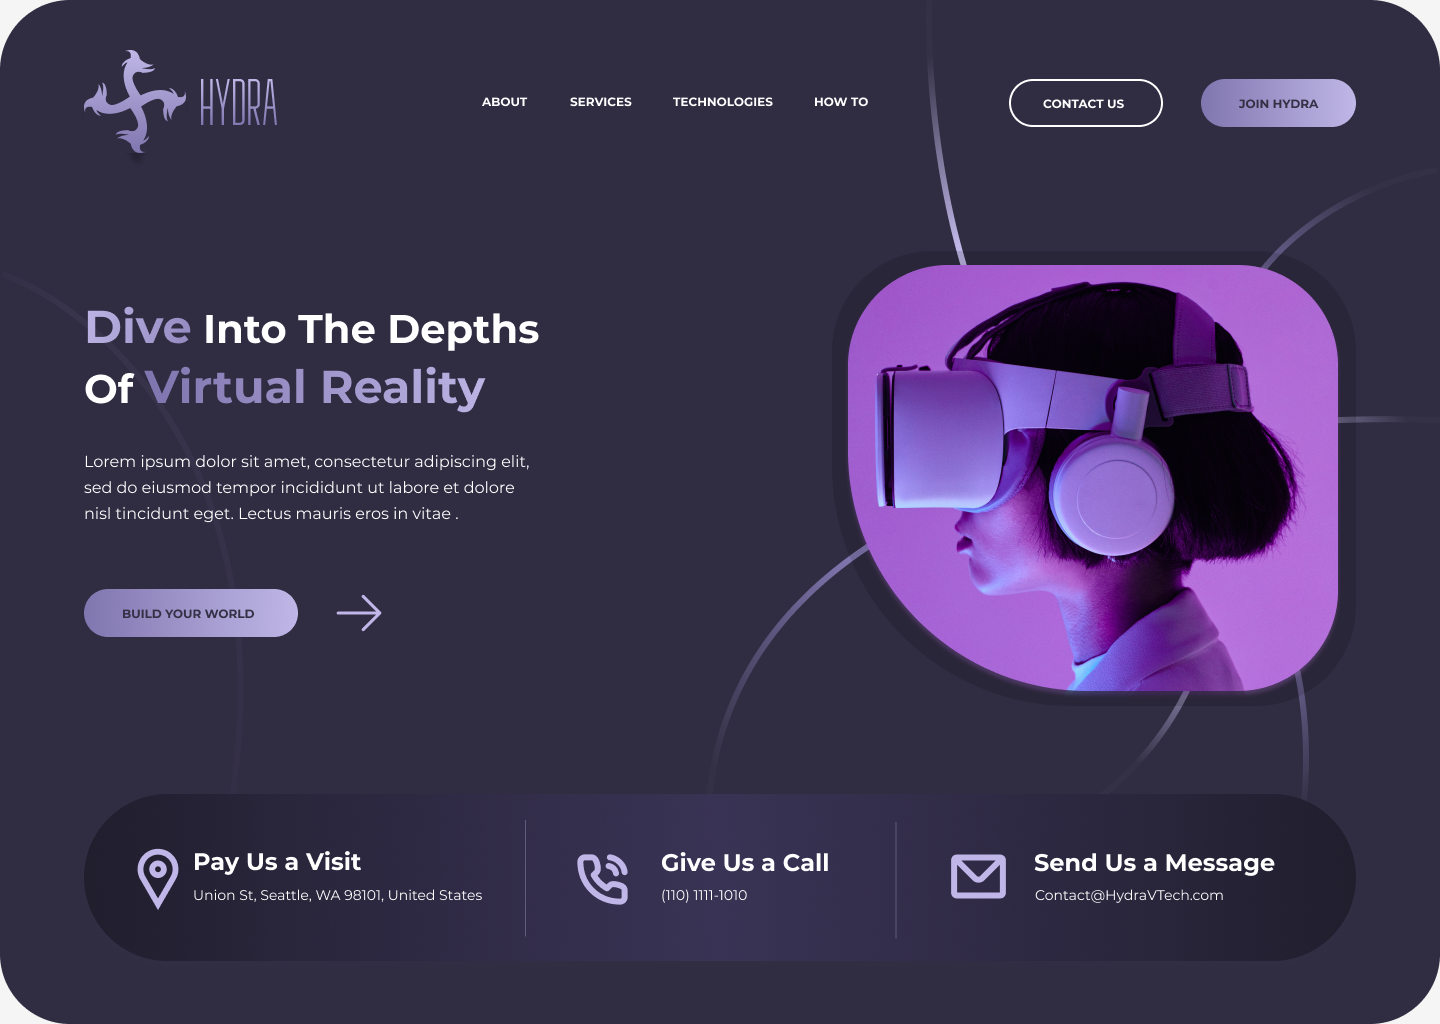 HYDRA
ABOUT SERVICES TECHNOLOGIES HOW TO CONTACT US JOIN HYDRA
Dive Into The Depths
Of Virtual Reality
Lorem ipsum dolor sit amet, consectetur adipiscing elit,
sed do eiusmod tempor incididunt ut labore et dolore
nisl tincidunt eget. Lectus mauris eros in vitae .
BUILD YOUR WORLD
Pay Us a Visit
Union St, Seattle, WA 98101, United States
Give Us a Call
(110) 1111-1010
Send Us a Message
Contact@HydraVTech.com